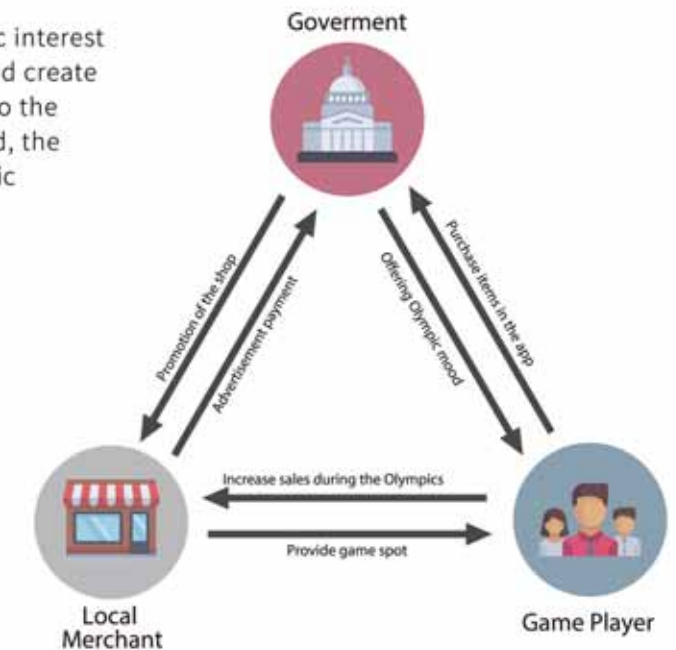 c interest
d create
o the
d, the
ic
Goverment
Promotion of the shop
Advertisement payment
Offering Olympic mood
Purchase items in the app
Increase sales during the Olympics
Provide game spot
Local
Merchant
Game Player